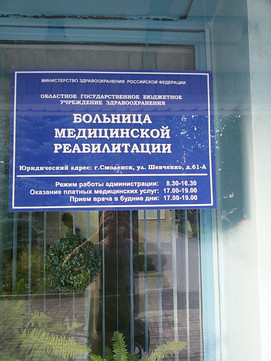 МИНИСТЕРСТВО ЗДРАВООХРАНЕНИЯ РОССИЙСКОЙ ФЕДЕРАЦИИ
ОБЛАСТНОЕ ГОСУДАРСТВЕННОЕ БЮДЖЕТНОЕ
УЧРЕЖДЕНИЕ ЗДРАВООХРАНЕНИЯ
БОЛЬНИЦА
МЕДИЦИНСКОЙ
РЕАБИЛИТАЦИИ
Юридический адрес: г.Смоленск, ул. Шевченко, д.61-А
Режим работы администрации: 8.30-16.30
Оказание платных медицинских услуг: 17.00-19.00
Прием врача в будние дни: 17.00-19.00